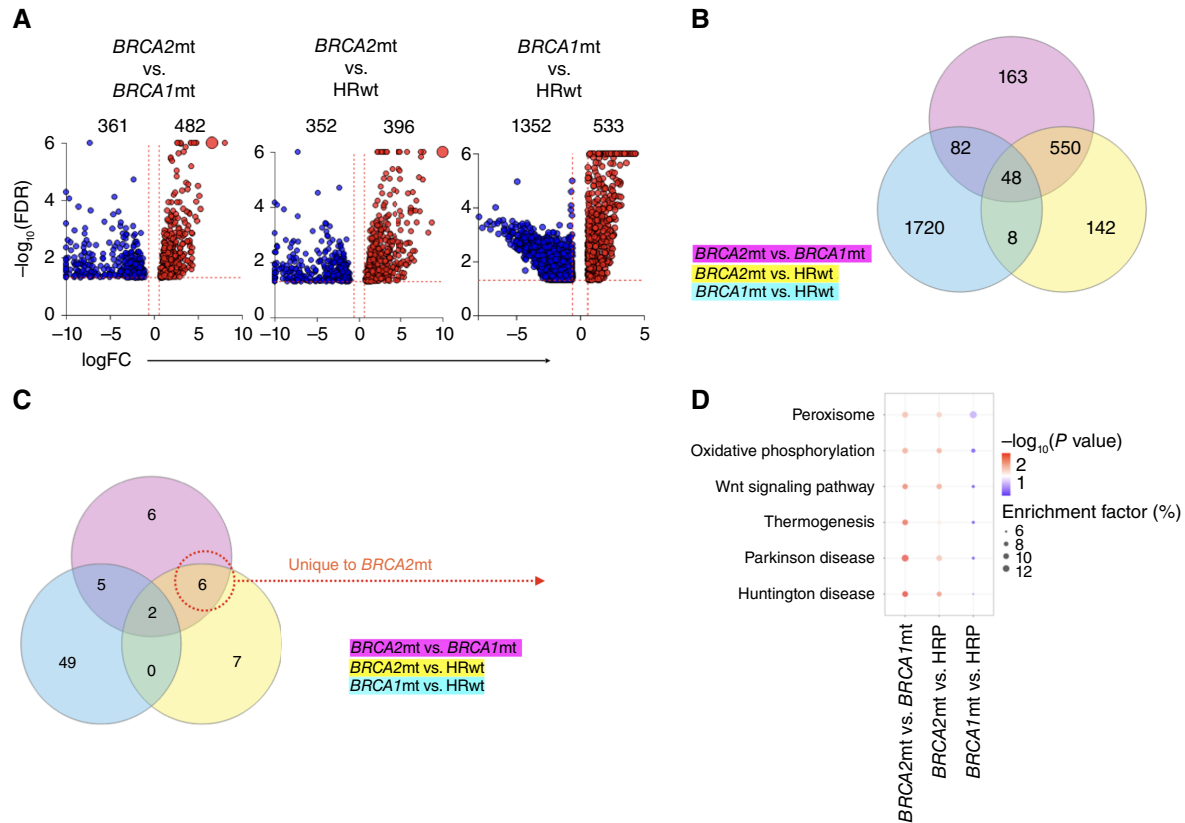 A
BRCA2mt
vs.
BRCA1mt
BRCA2mt
vs.
HRwt
BRCA1mt
vs.
HRwt
361 482
352 396
1352 533
–log10(FDR)
6
4
2
0
–10 –5 0 5 10
6
4
2
0
–10 –5 0 5 10
6
4
2
0
–5 0 5
logFC
B
163
82
550
48
1720
8
142
BRCA2mt vs. BRCA1mt
BRCA2mt vs. HRwt
BRCA1mt vs. HRwt
C
6
5
6
2
49
0
7
Unique to BRCA2mt
BRCA2mt vs. BRCA1mt
BRCA2mt vs. HRwt
BRCA1mt vs. HRwt
D
Peroxisome
Oxidative phosphorylation
Wnt signaling pathway
Thermogenesis
Parkinson disease
Huntington disease
BRCA2mt vs. BRCA1mt
BRCA2mt vs. HRP
BRCA1mt vs. HRP
–log10(P value)
2
1
Enrichment factor (%)
6
8
10
12